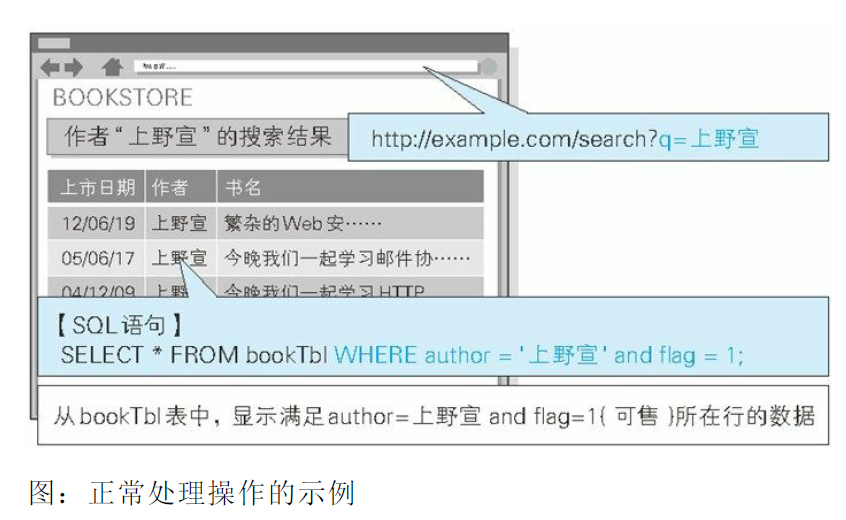 BOOKSTORE
作者“上野宣”的搜索结果
http://example.com/search?q=上野宣
上市日期 作者 书名
12/06/19 上野宣 繁杂的Web安……
05/06/17 上野宣 今晚我们一起学习邮件协……
04/12/09 上野 今晚我们一起学习HTTP
【SQL语句】
SELECT * FROM bookTbl WHERE author = '上野宣' and flag = 1;
从bookTbl表中，显示满足author=上野宣 and flag=1{ 可售 }所在行的数据
图：正常处理操作的示例